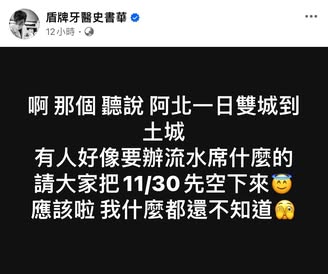 盾牌牙醫史書華
12小時 ·
啊 那個 聽說 阿北一日雙城到
土城
有人好像要辦流水席什麼的
請大家把 11/30 先空下來😇
應該啦 我什麼都還不知道🫣